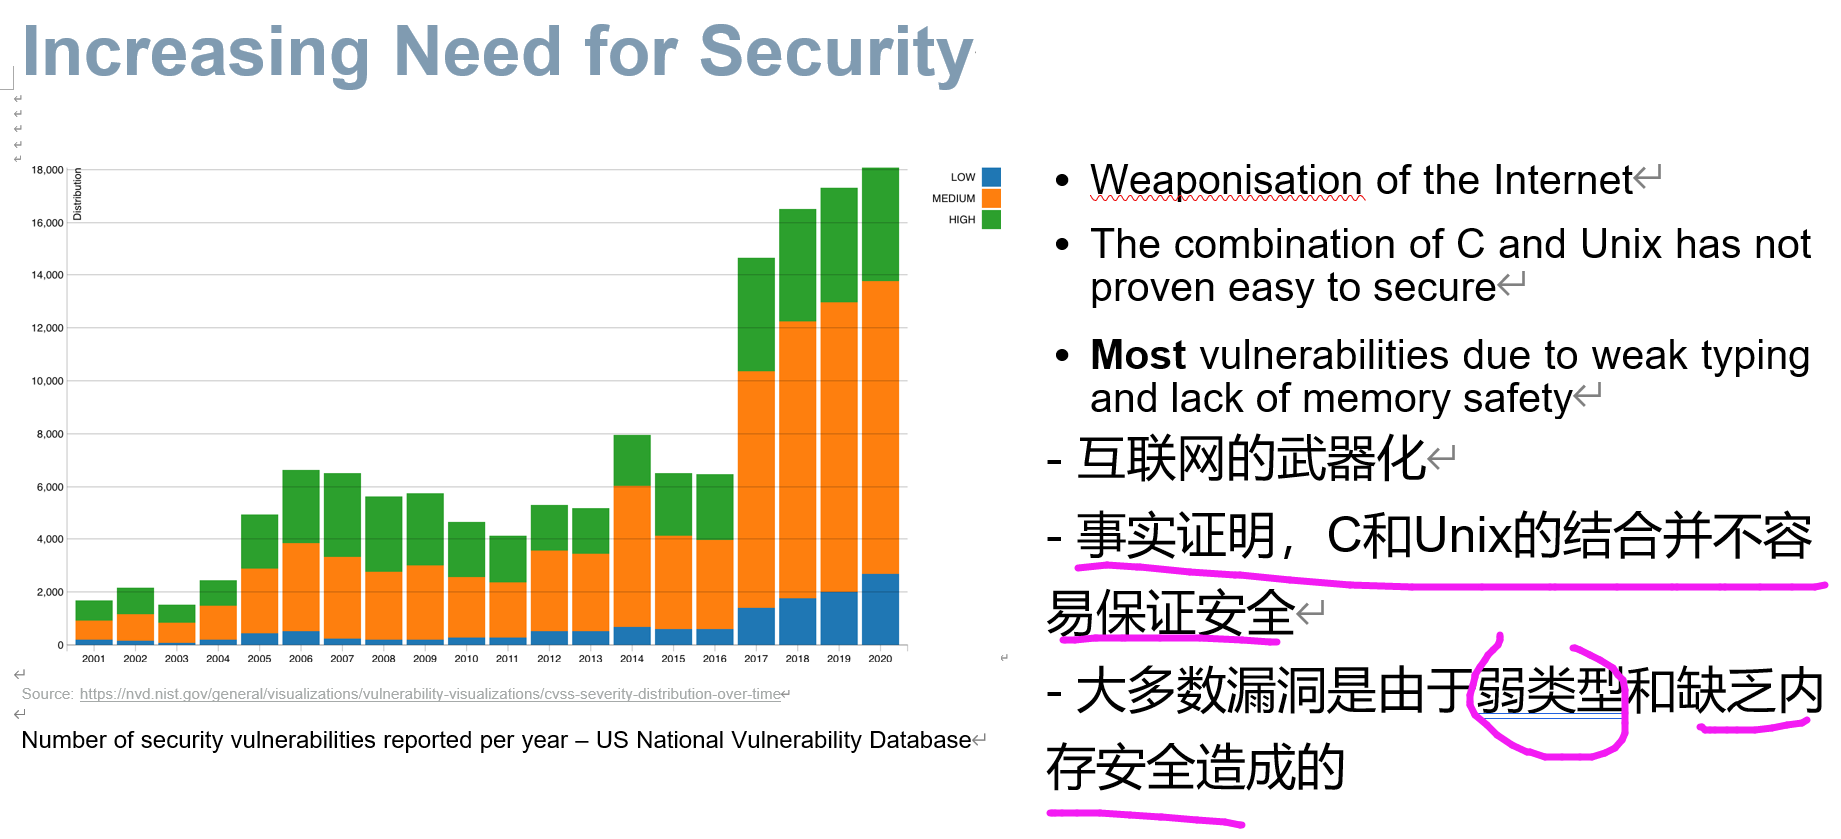 Increasing Need for Security
18,000
16,000
14,000
12,000
10,000
8,000
6,000
4,000
2,000
0
Distribution
LOW
MEDIUM
HIGH
2001 2002 2003 2004 2005 2006 2007 2008 2009 2010 2011 2012 2013 2014 2015 2016 2017 2018 2019 2020
Source: https://nvd.nist.gov/general/visualizations/vulnerability-visualizations/cvss-severity-distribution-over-time
Number of security vulnerabilities reported per year – US National Vulnerability Database
• Weaponisation of the Internet
• The combination of C and Unix has not
proven easy to secure
• Most vulnerabilities due to weak typing
and lack of memory safety
- 互联网的武器化
- 事实证明，C和Unix的结合并不容
易保证安全
- 大多数漏洞是由于弱类型和缺乏内
存安全造成的